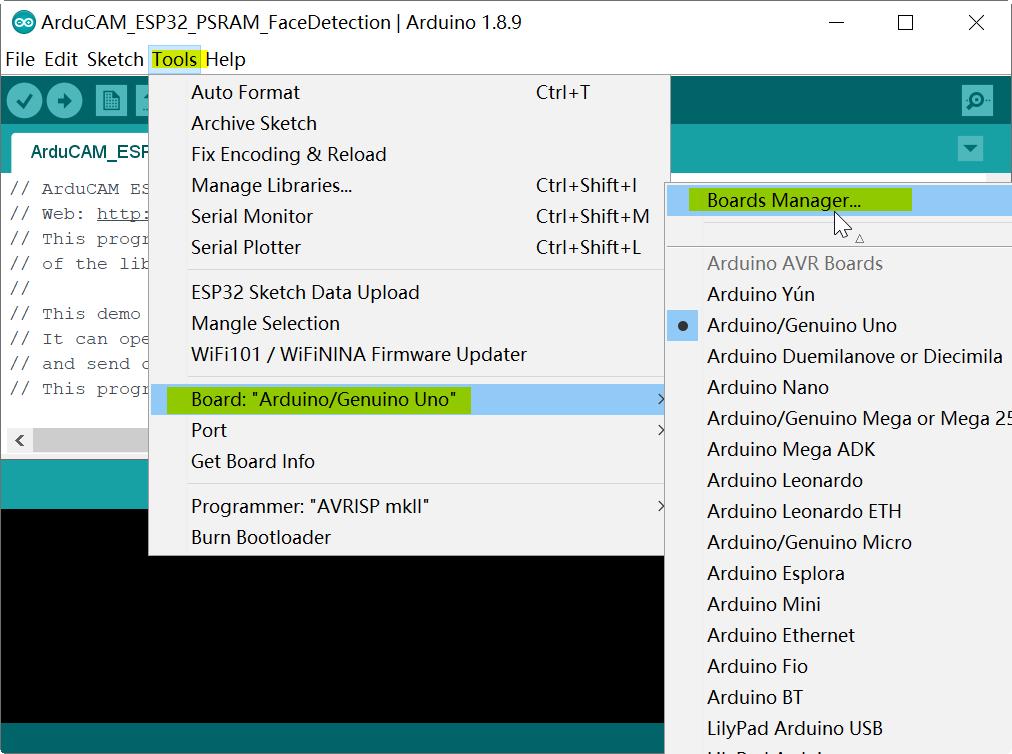 ArduCAM_ESP32_PSRAM_FaceDetection | Arduino 1.8.9
File Edit Sketch Tools Help
ArduCAM_ESP
// ArduCAM ES
// Web: http:
// This progr
// of the lib
//
// This demo
// It can ope
// and send
// This progr
Auto Format Ctrl+T
Archive Sketch
Fix Encoding & Reload
Manage Libraries... Ctrl+Shift+I
Serial Monitor Ctrl+Shift+M
Serial Plotter Ctrl+Shift+L
ESP32 Sketch Data Upload
Mangle Selection
WiFi101 / WiFiNINA Firmware Updater
Board: "Arduino/Genuino Uno"
Port
Get Board Info
Programmer: "AVRISP mkII"
Burn Bootloader
Boards Manager...
Arduino AVR Boards
Arduino Yún
Arduino/Genuino Uno
Arduino Duemilanove or Diecimila
Arduino Nano
Arduino/Genuino Mega or Mega 25
Arduino Mega ADK
Arduino Leonardo
Arduino Leonardo ETH
Arduino/Genuino Micro
Arduino Esplora
Arduino Mini
Arduino Ethernet
Arduino Fio
Arduino BT
LilyPad Arduino USB